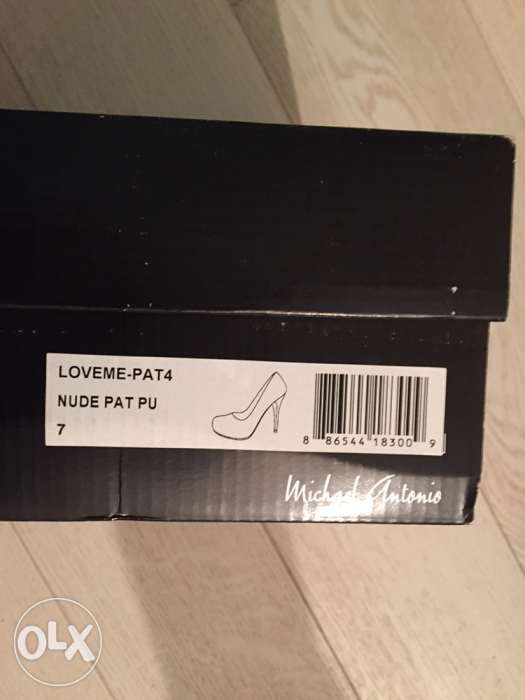 LOVEME-PAT4
NUDE PAT PU
7
8 86544 18300 9
Michael Antonio
OLX